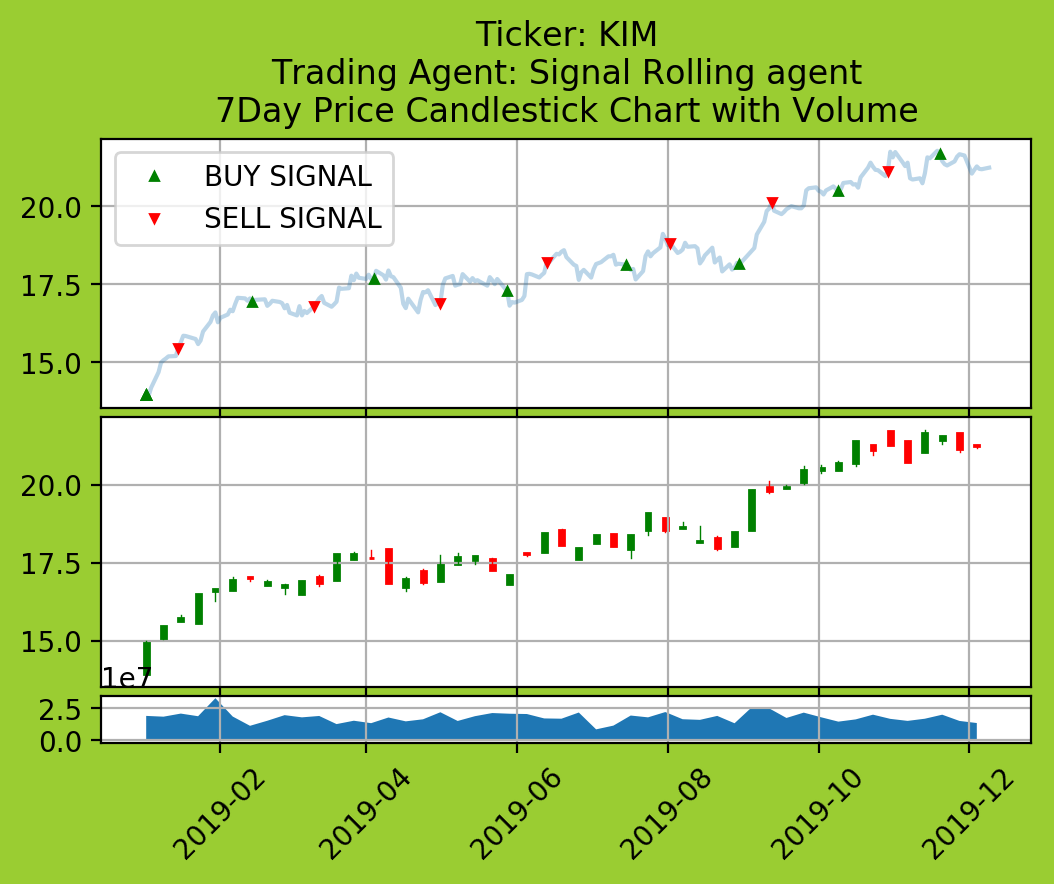 Ticker: KIM
Trading Agent: Signal Rolling agent
7Day Price Candlestick Chart with Volume
BUY SIGNAL
SELL SIGNAL
20.0
17.5
15.0
20.0
17.5
15.0
1e7
2.5
0.0
2019-02
2019-04
2019-06
2019-08
2019-10
2019-12